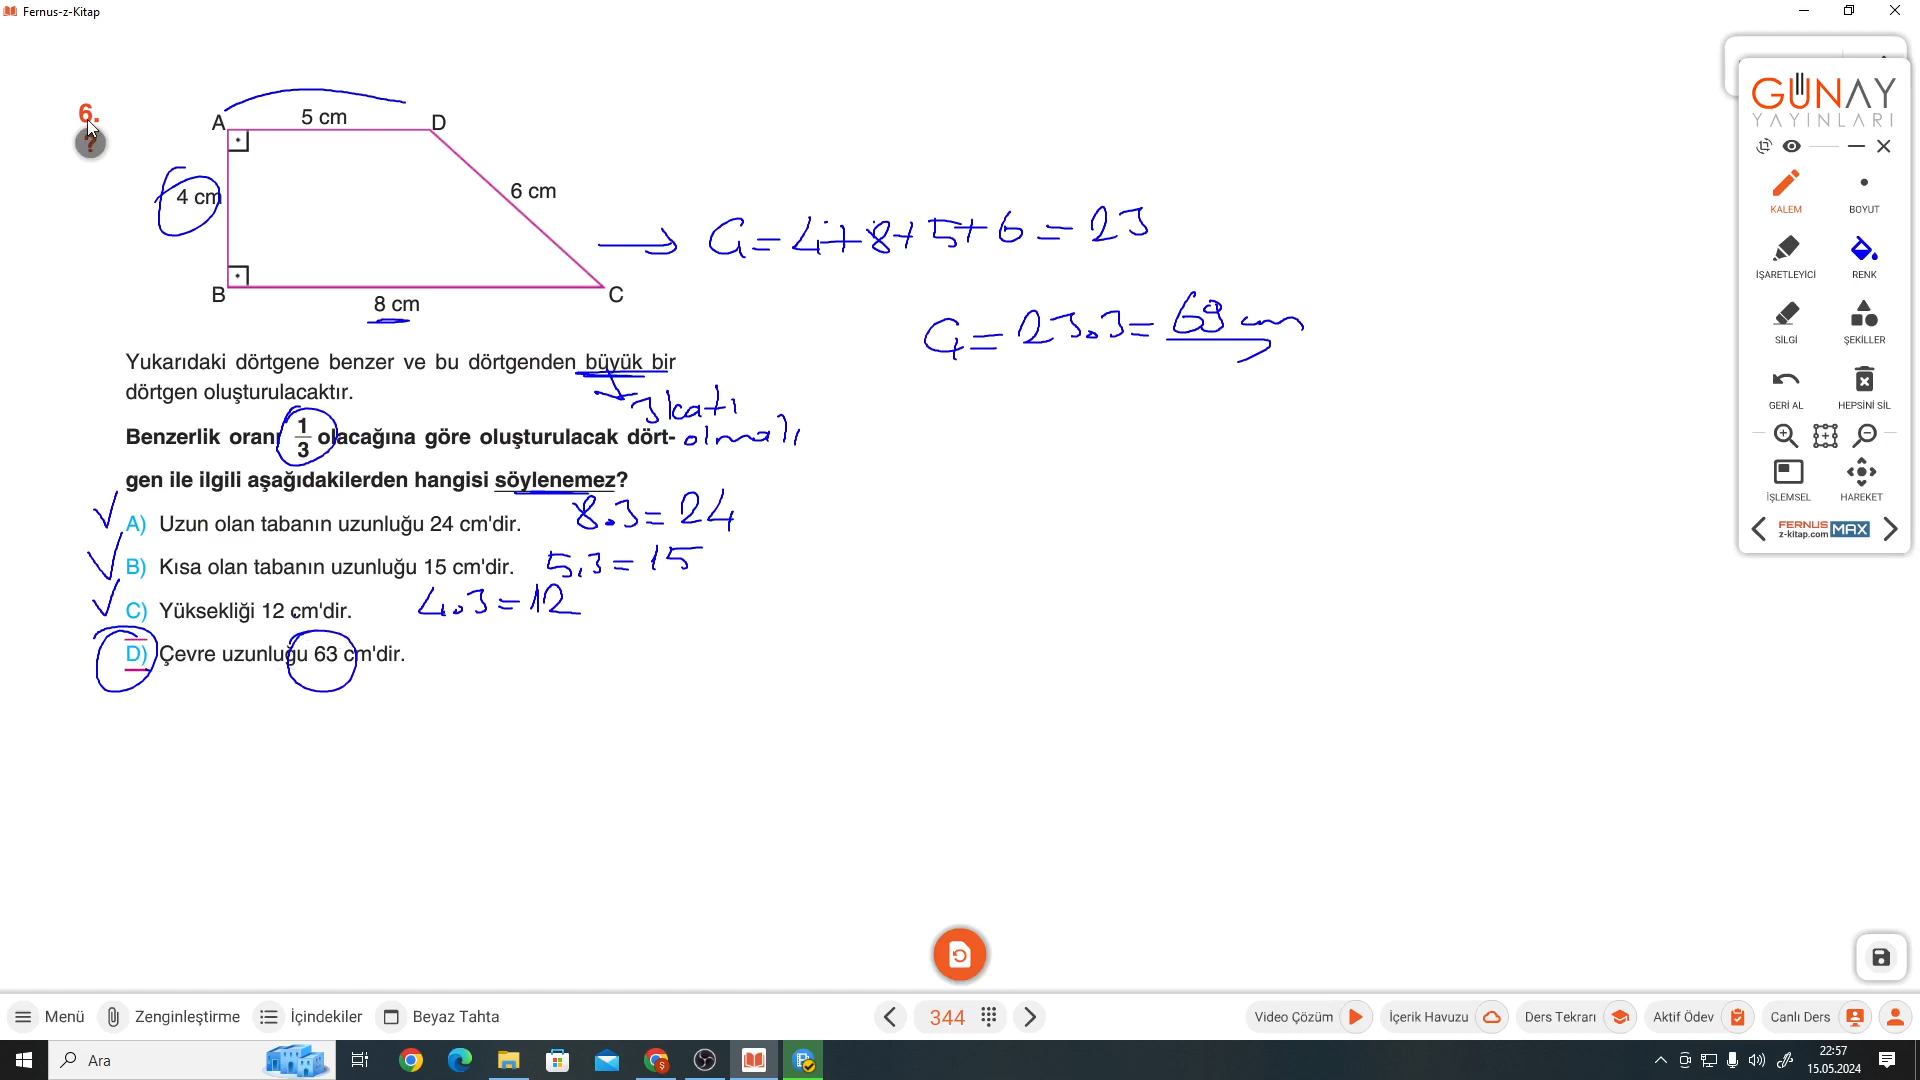 Fernus-z-Kitap
6.
?
A
5 cm
D
4 cm
6 cm
B
8 cm
C
Ç = 4+8+5+6 = 23
Ç = 23.3 = 69 cm
Yukarıdaki dörtgene benzer ve bu dörtgenden büyük bir
dörtgen oluşturulacaktır.
3 katı
olmalı
Benzerlik oranı 1/3 olacağına göre oluşturulacak dört-
gen ile ilgili aşağıdakilerden hangisi söylenemez?
A) Uzun olan tabanın uzunluğu 24 cm'dir.
8.3 = 24
B) Kısa olan tabanın uzunluğu 15 cm'dir.
5.3 = 15
C) Yüksekliği 12 cm'dir.
4.3 = 12
D) Çevre uzunluğu 63 cm'dir.
GÜNAY
YAYINLARI
KALEM
BOYUT
İŞARETLEYİCİ
RENK
SİLGİ
ŞEKİLLER
GERİ AL
HEPSİNİ SİL
İŞLEMSEL
HAREKET
FERNUS
z-kitap.com
MAX
Menü
Zenginleştirme
İçindekiler
Beyaz Tahta
344
Video Çözüm
İçerik Havuzu
Ders Tekrarı
Aktif Ödev
Canlı Ders
Ara
22:57
15.05.2024